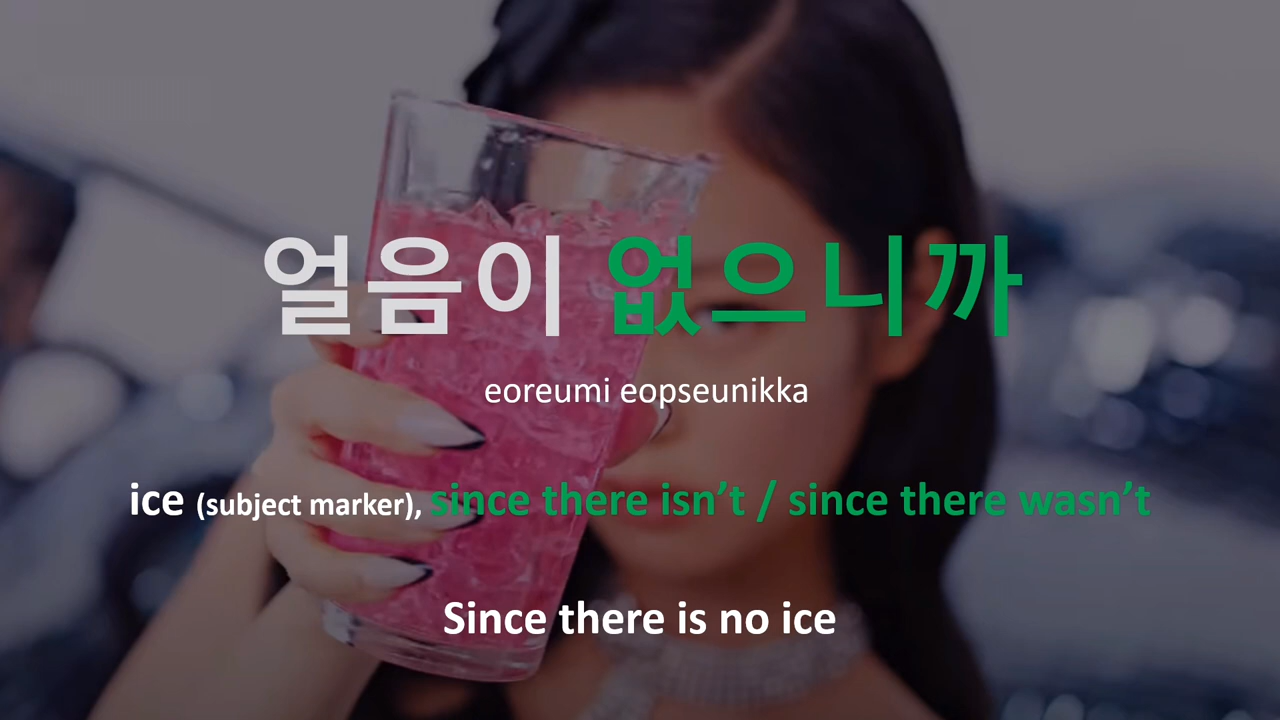 얼음이 없으니까
eoreumi eopseunikka
ice (subject marker), since there isn’t / since there wasn’t
Since there is no ice